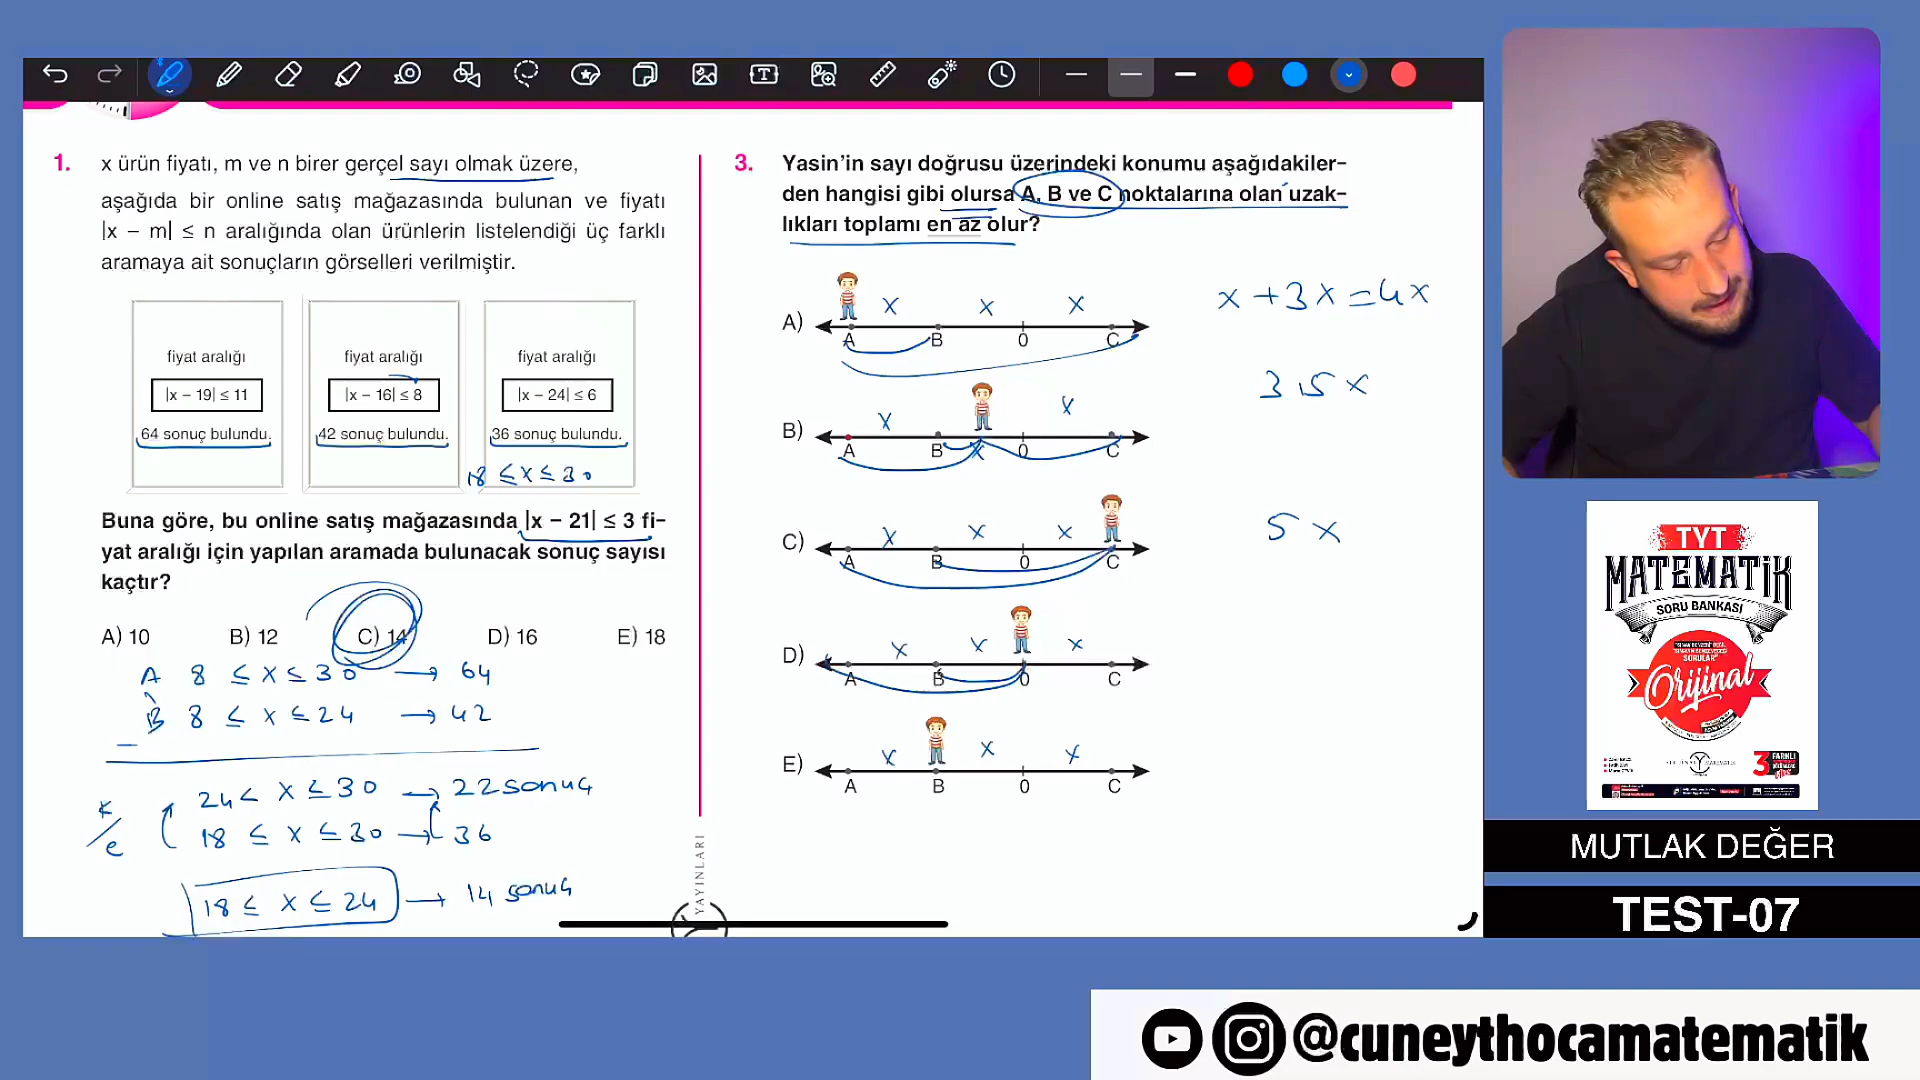 1. x ürün fiyatı, m ve n birer gerçel sayı olmak üzere,
aşağıda bir online satış mağazasında bulunan ve fiyatı
|x − m| ≤ n aralığında olan ürünlerin listelendiği üç farklı
aramaya ait sonuçların görselleri verilmiştir.
fiyat aralığı
|x − 19| ≤ 11
64 sonuç bulundu.
fiyat aralığı
|x − 16| ≤ 8
42 sonuç bulundu.
fiyat aralığı
|x − 24| ≤ 6
36 sonuç bulundu.
18 ≤ x ≤ 30
Buna göre, bu online satış mağazasında |x − 21| ≤ 3 fi-
yat aralığı için yapılan aramada bulunacak sonuç sayısı
kaçtır?
A) 10 B) 12 C) 14 D) 16 E) 18
A 8 ≤ x ≤ 30 → 64
B 8 ≤ x ≤ 24 → 42
24 < x ≤ 30 → 22 sonuç
18 ≤ x ≤ 30 → 36
18 ≤ x ≤ 24 → 14 sonuç
3. Yasin'in sayı doğrusu üzerindeki konumu aşağıdakiler-
den hangisi gibi olursa A, B ve C noktalarına olan uzak-
lıkları toplamı en az olur?
x x x
A)
A B 0 C
x + 3x = 4x
x x
B)
A B x 0 C
3,5x
x x x
C)
A B 0 C
5x
x x x
D)
A B 0 C
x x x
E)
A B 0 C
YAYINLARI
TYT
MATEMATİK
SORU BANKASI
Orijinal
3 FARKLI
MUTLAK DEĞER
TEST-07
@cuneythocamatematik